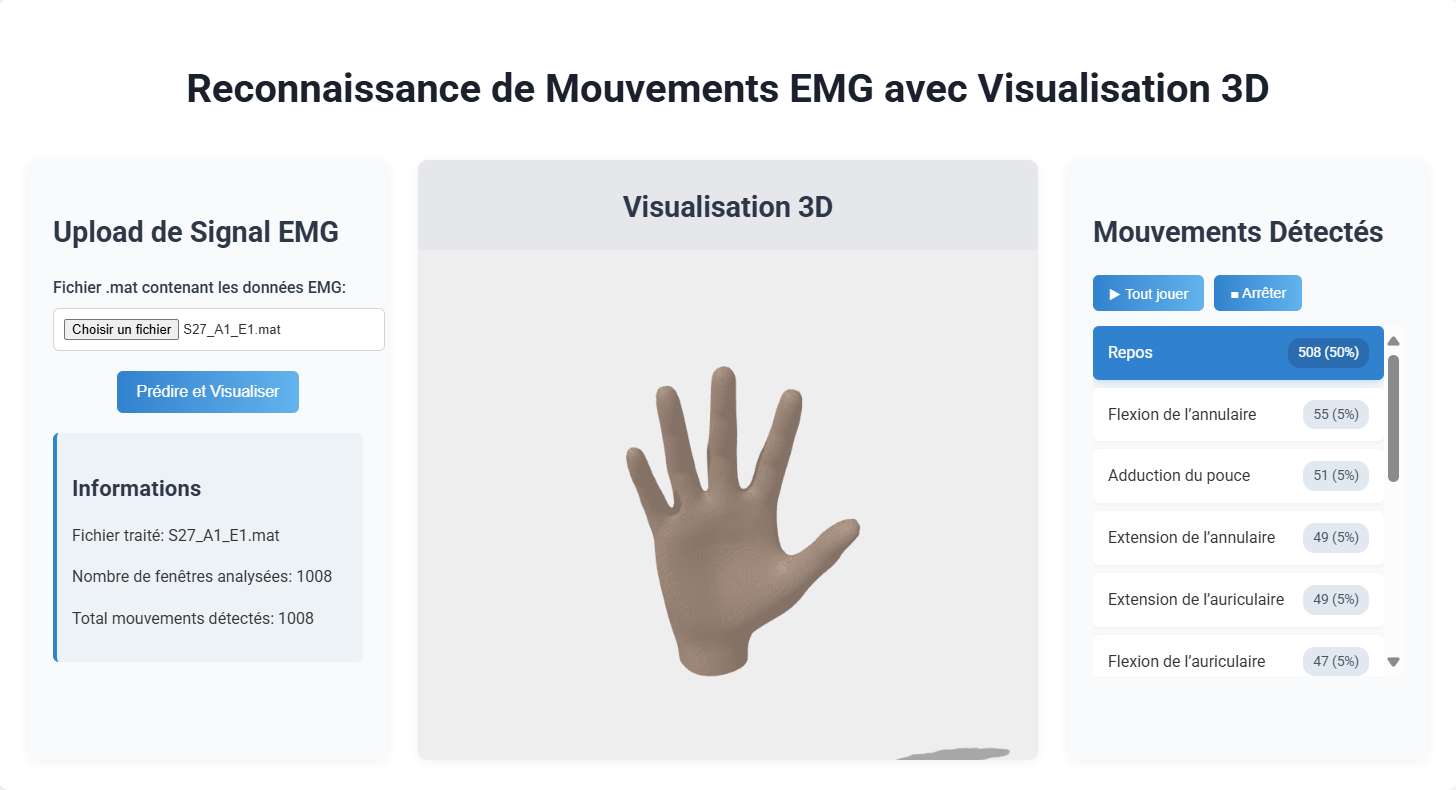 Reconnaissance de Mouvements EMG avec Visualisation 3D
Upload de Signal EMG
Fichier .mat contenant les données EMG:
Choisir un fichier S27_A1_E1.mat
Prédire et Visualiser
Informations
Fichier traité: S27_A1_E1.mat
Nombre de fenêtres analysées: 1008
Total mouvements détectés: 1008
Visualisation 3D
Mouvements Détectés
▶ Tout jouer
■ Arrêter
Repos 508 (50%)
Flexion de l’annulaire 55 (5%)
Adduction du pouce 51 (5%)
Extension de l’annulaire 49 (5%)
Extension de l’auriculaire 49 (5%)
Flexion de l’auriculaire 47 (5%)